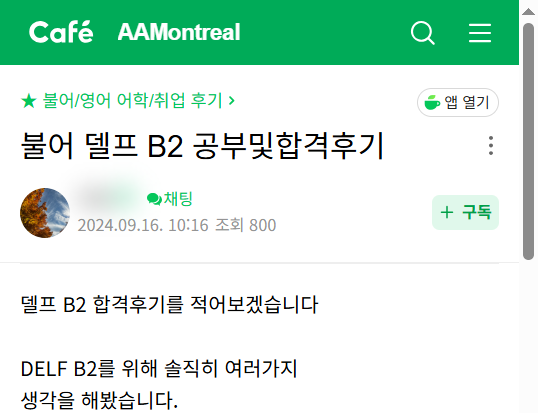 Café AAMontreal
★ 불어/영어 어학/취업 후기 >
앱 열기
불어 델프 B2 공부및합격후기
채팅
2024.09.16. 10:16 조회 800
+ 구독
델프 B2 합격후기를 적어보겠습니다
DELF B2를 위해 솔직히 여러가지
생각을 해봤습니다.